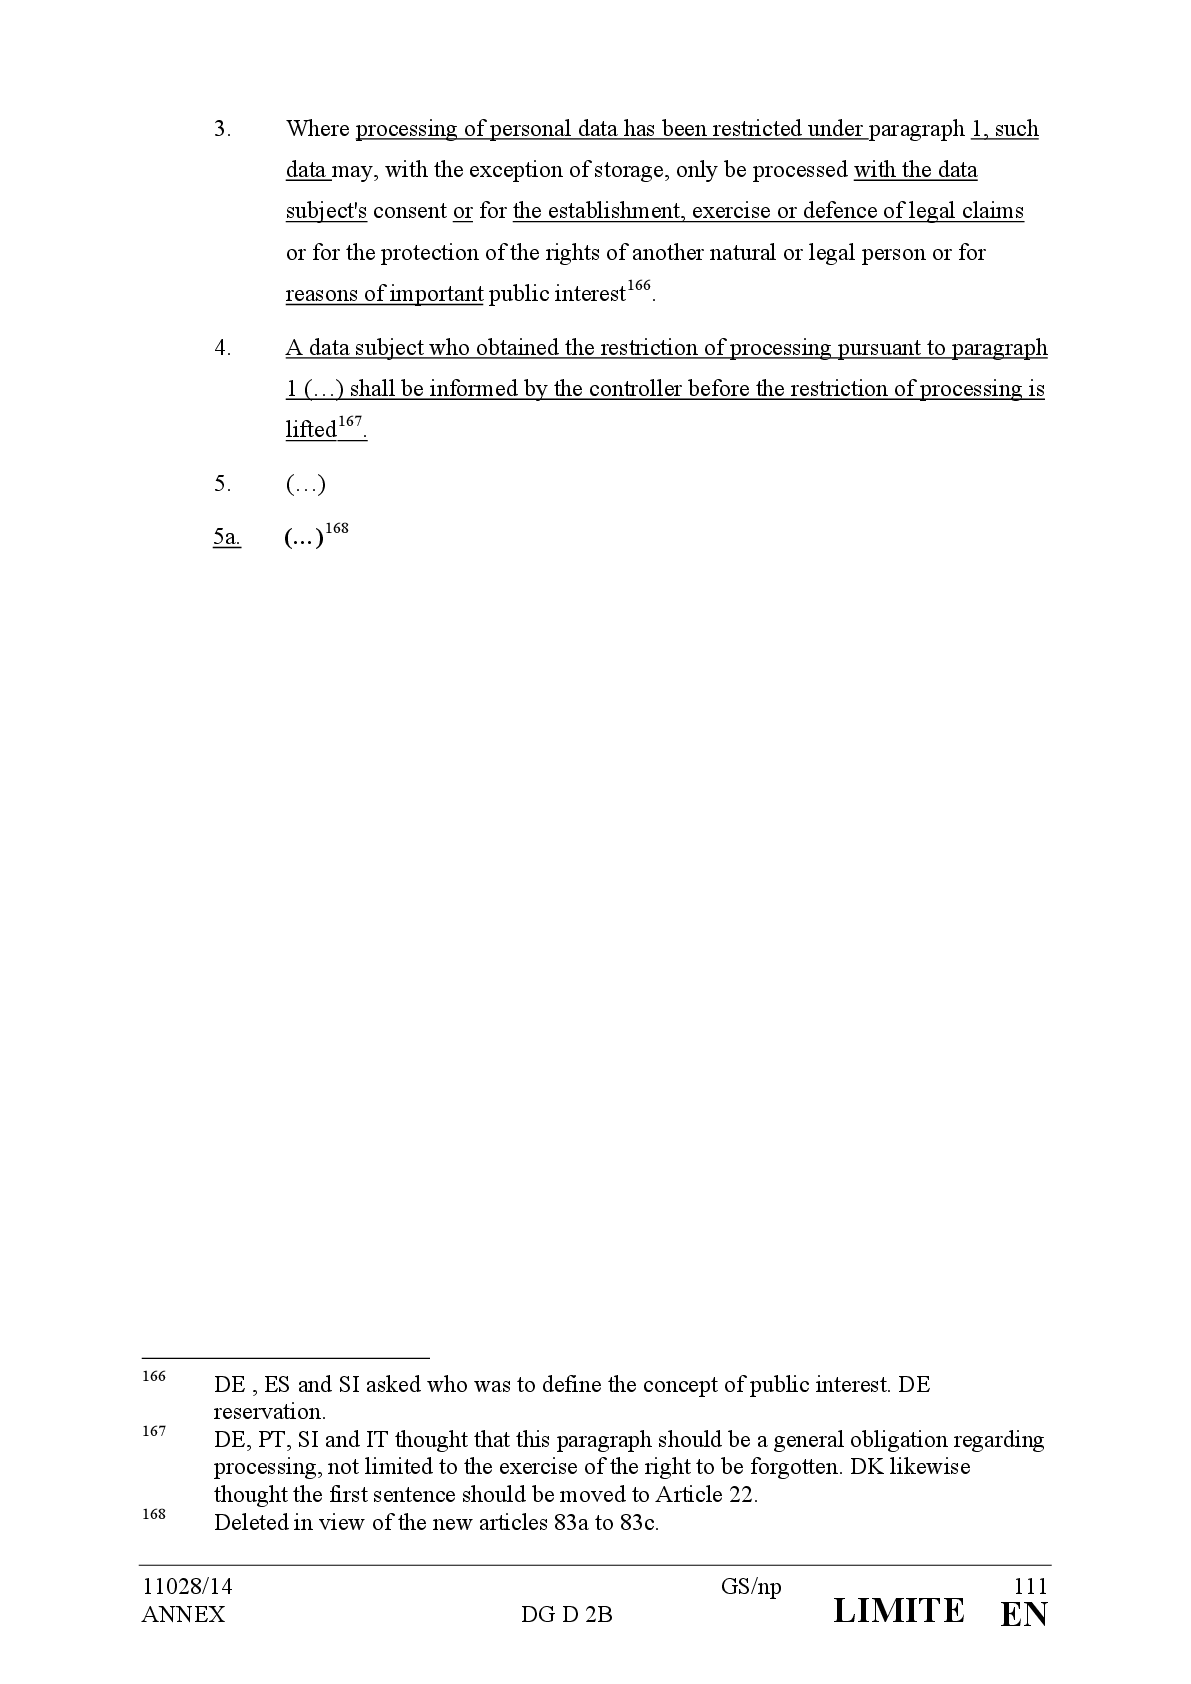 3. Where processing of personal data has been restricted under paragraph 1, such
data may, with the exception of storage, only be processed with the data
subject's consent or for the establishment, exercise or defence of legal claims
or for the protection of the rights of another natural or legal person or for
reasons of important public interest166.
4. A data subject who obtained the restriction of processing pursuant to paragraph
1 (…) shall be informed by the controller before the restriction of processing is
lifted167.
5. (…)
5a. (…)168
166 DE , ES and SI asked who was to define the concept of public interest. DE
reservation.
167 DE, PT, SI and IT thought that this paragraph should be a general obligation regarding
processing, not limited to the exercise of the right to be forgotten. DK likewise
thought the first sentence should be moved to Article 22.
168 Deleted in view of the new articles 83a to 83c.
11028/14 GS/np 111
ANNEX DG D 2B LIMITE EN